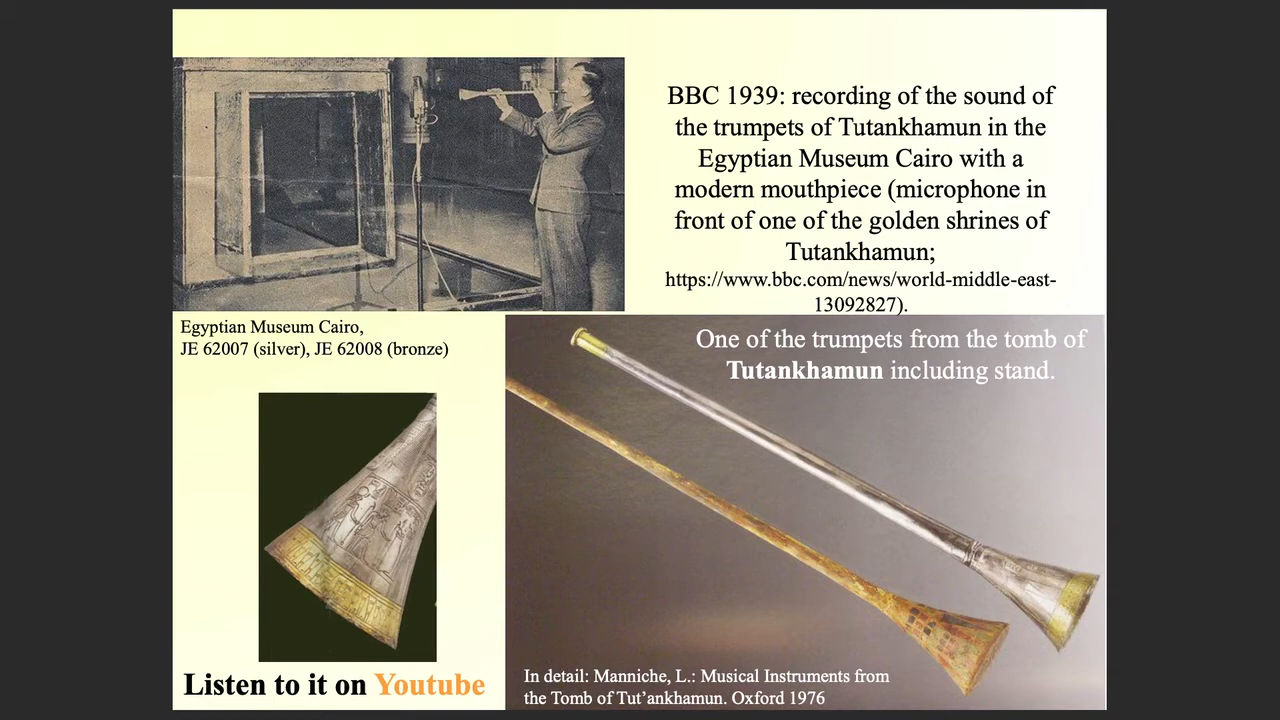 BBC 1939: recording of the sound of
the trumpets of Tutankhamun in the
Egyptian Museum Cairo with a
modern mouthpiece (microphone in
front of one of the golden shrines of
Tutankhamun;
https://www.bbc.com/news/world-middle-east-
13092827).
Egyptian Museum Cairo,
JE 62007 (silver), JE 62008 (bronze)
One of the trumpets from the tomb of
Tutankhamun including stand.
Listen to it on Youtube
In detail: Manniche, L.: Musical Instruments from
the Tomb of Tut’ankhamun. Oxford 1976